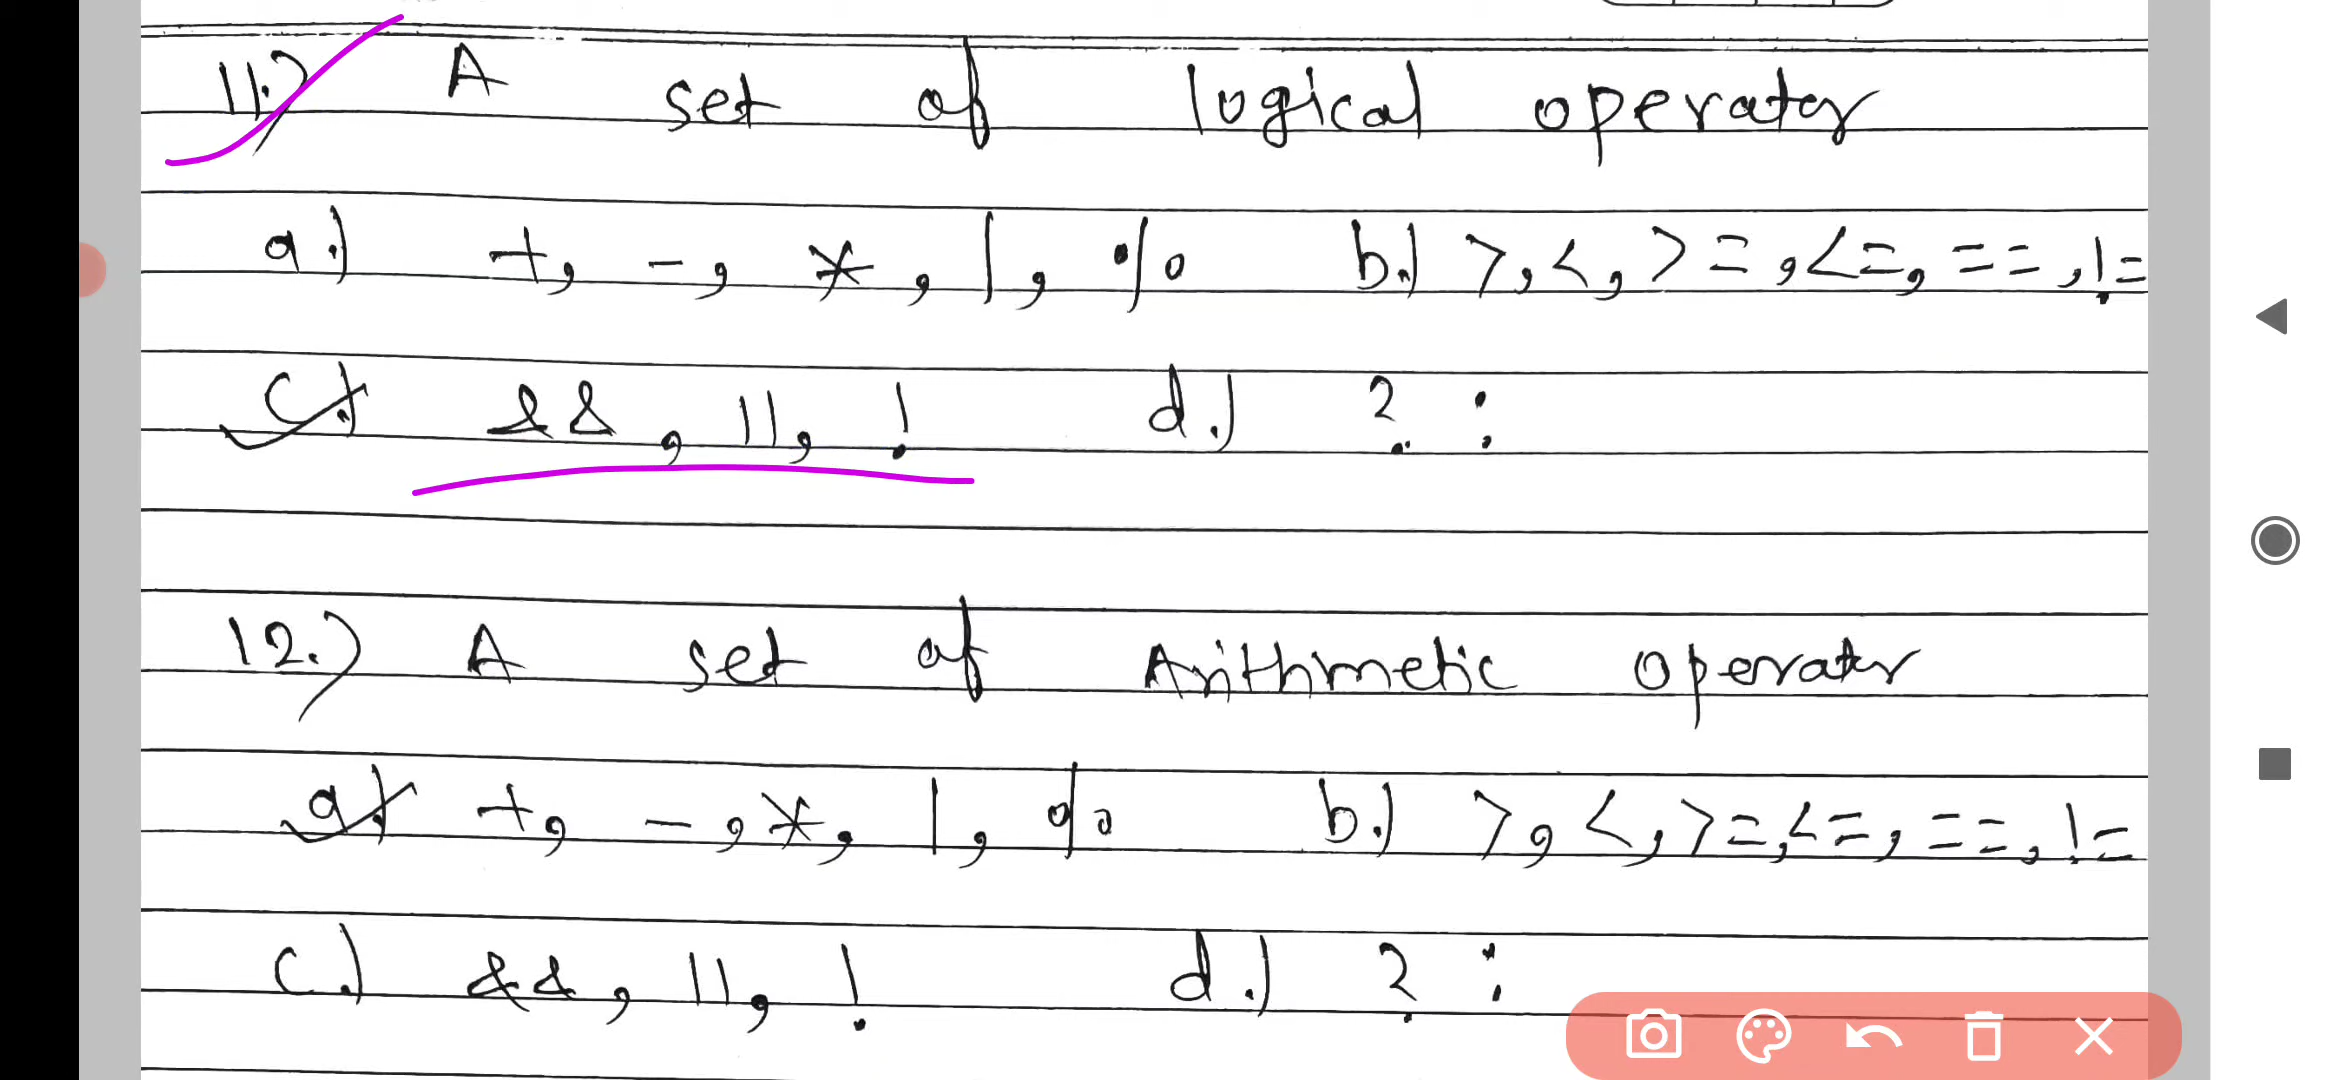 11.) A set of logical operator
a.) +, -, *, /, % b.) >, <, >=, <=, ==, !=
c.) &&, ||, ! d.) ? :
12.) A set of Arithmetic operator
a.) +, -, *, /, % b.) >, <, >=, <=, ==, !=
c.) &&, ||, ! d.) ? :